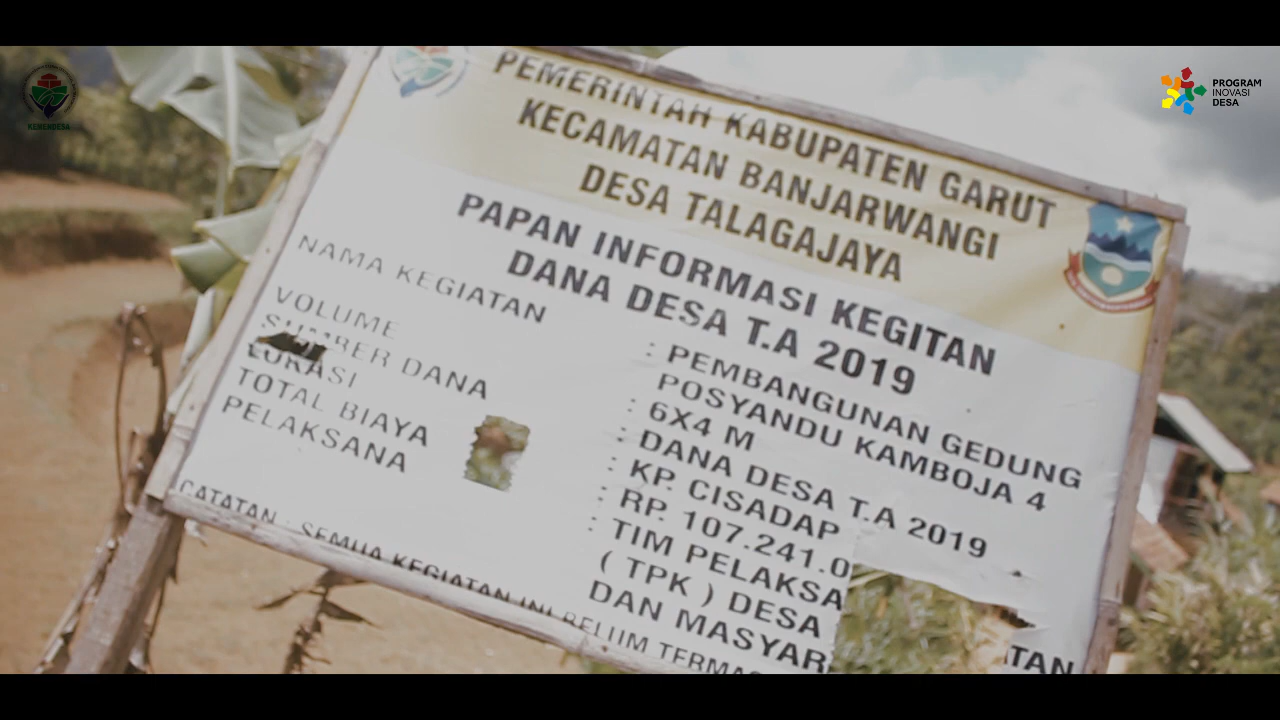 KEMENDESA
PROGRAM
INOVASI
DESA
PEMERINTAH KABUPATEN GARUT
KECAMATAN BANJARWANGI
DESA TALAGAJAYA
PAPAN INFORMASI KEGITAN
DANA DESA T.A 2019
NAMA KEGIATAN : PEMBANGUNAN GEDUNG
POSYANDU KAMBOJA 4
VOLUME : 6X4 M
SUMBER DANA : DANA DESA T.A 2019
LOKASI : KP. CISADAP
TOTAL BIAYA : RP. 107.241.0
PELAKSANA : TIM PELAKSA
( TPK ) DESA
DAN MASYAR
CATATAN : SEMUA KEGIATAN INI BELUM TERMAS
TAN